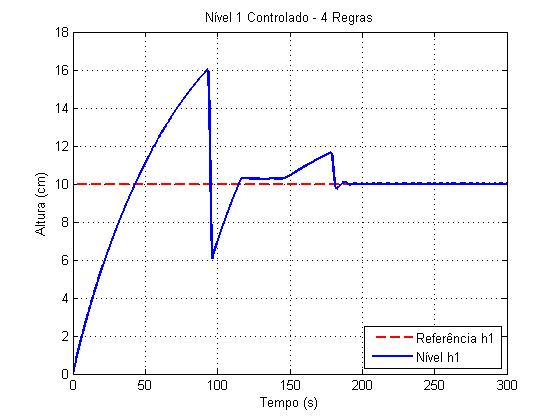 Nível 1 Controlado - 4 Regras
18
16
14
12
10
8
6
4
2
0
Altura (cm)
0 50 100 150 200 250 300
Tempo (s)
Referência h1
Nível h1